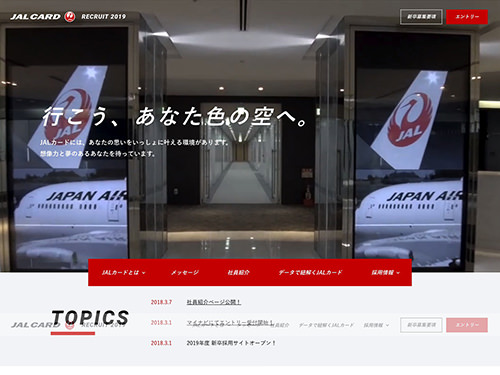 JALCARD RECRUIT 2019
新卒募集要項
エントリー
行こう、あなた色の空へ。
JALカードには、あなたの思いをいっしょに叶える環境があります。
想像力と夢のあるあなたを待っています。
JAL
JAL
JAPAN AIR
JAPAN AIR
JALカードとは
メッセージ
社員紹介
データで紐解くJALカード
採用情報
TOPICS
2018.3.7 社員紹介ページ公開！
JALCARD RECRUIT 2019
2018.3.1 マイナビにてエントリー受付開始！
社員紹介
データで紐解くJALカード
採用情報
新卒募集要項
エントリー
2018.3.1 2019年度 新卒採用サイトオープン！